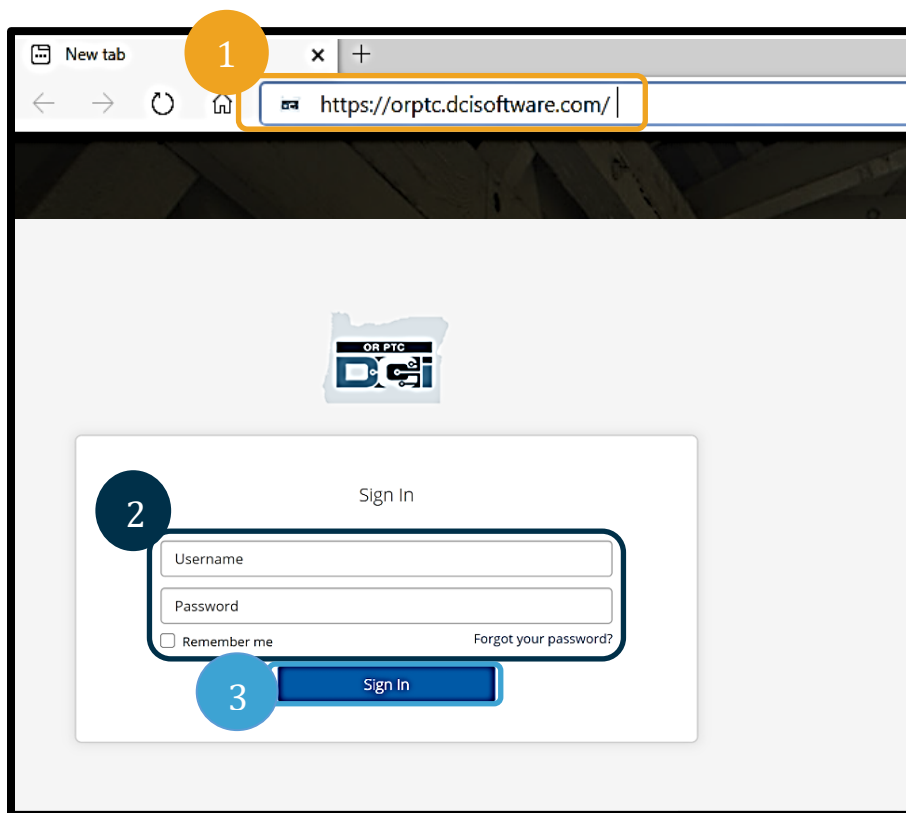 New tab
1
https://orptc.dcisoftware.com/
OR PTC
DCI
Sign In
2
Username
Password
Remember me
Forgot your password?
3
Sign In